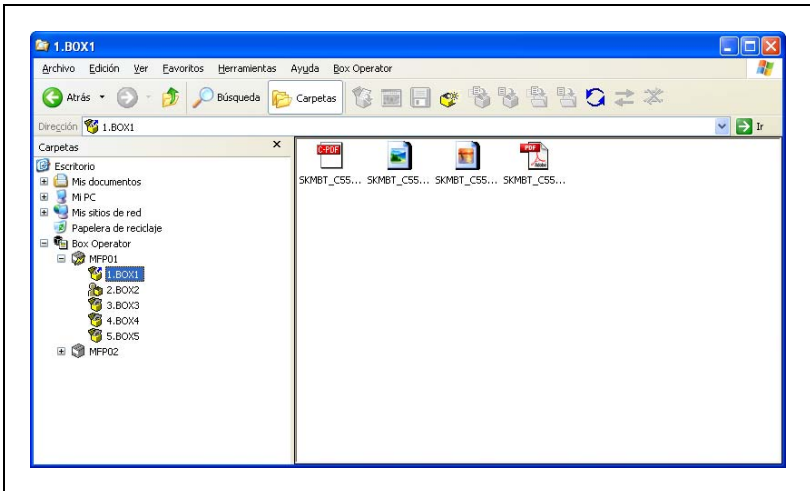 1.BOX1
Archivo Edición Ver Favoritos Herramientas Ayuda Box Operator
Atrás Búsqueda Carpetas
Dirección 1.BOX1 Ir
Carpetas x
Escritorio
Mis documentos
Mi PC
Mis sitios de red
Papelera de reciclaje
Box Operator
MFP01
1.BOX1
2.BOX2
3.BOX3
4.BOX4
5.BOX5
MFP02
C-PDF PDF Adobe
SKMBT_C55... SKMBT_C55... SKMBT_C55... SKMBT_C55...